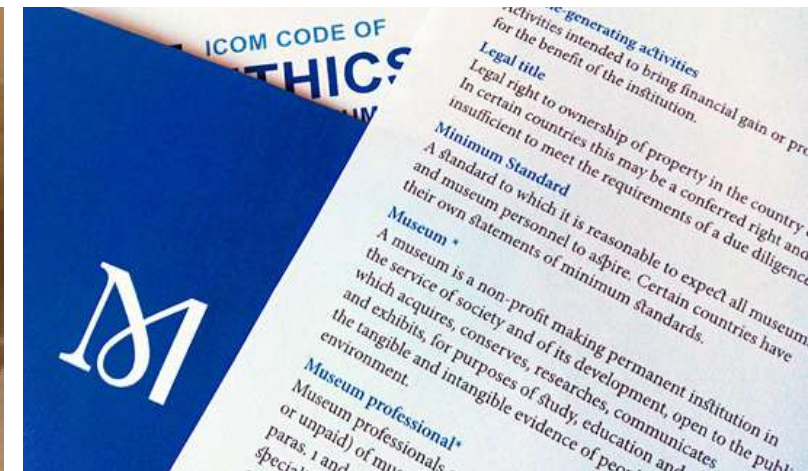 ICOM CODE OF
ETHICS
M
-generating activities
Activities intended to bring financial gain or
for the benefit of the institution.
Legal title
Legal right to ownership of property in the country
In certain countries this may be a conferred right and
insufficient to meet the requirements of a due diligence
Minimum Standard
A standard to which it is reasonable to expect all museums
and museum personnel to aspire. Certain countries have
their own statements of minimum standards.
Museum *
A museum is a non-profit making permanent institution in
the service of society and of its development, open to the
which acquires, conserves, researches, communicates
and exhibits, for purposes of study, education and
the tangible and intangible evidence of
environment.
Museum professional*
Museum professionals
or unpaid) of
paras. 1 and